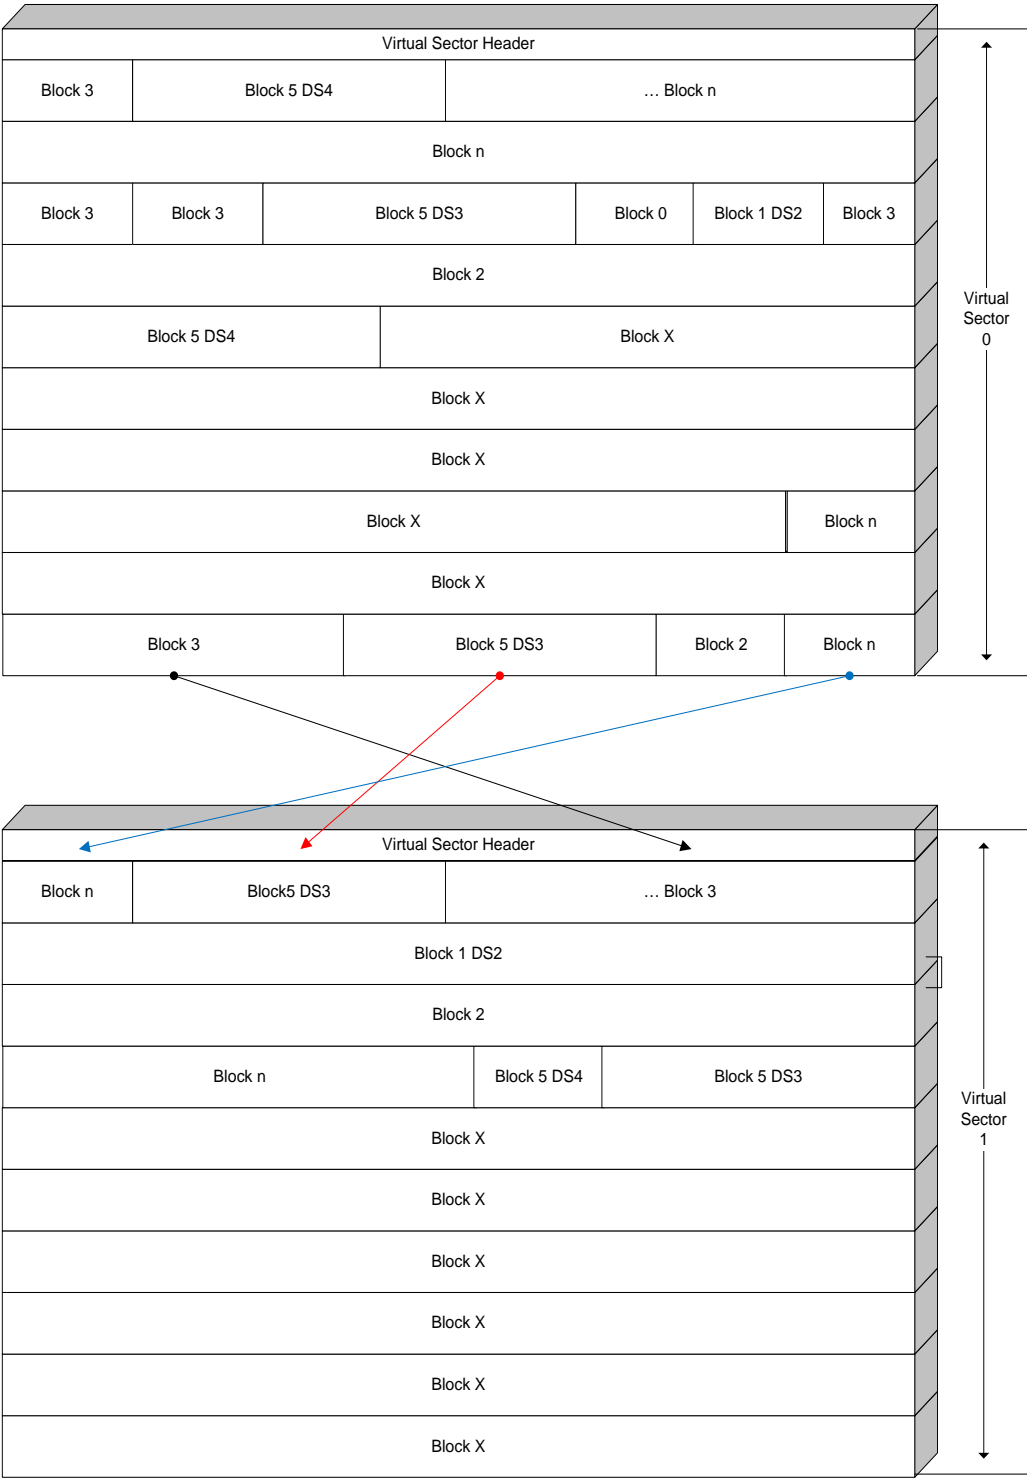 Virtual Sector Header
Block 3 Block 5 DS4 ... Block n
Block n
Block 3 Block 3 Block 5 DS3 Block 0 Block 1 DS2 Block 3
Block 2
Block 5 DS4 Block X
Block X
Block X
Block X Block n
Block X
Block 3 Block 5 DS3 Block 2 Block n
Virtual
Sector
0
Virtual Sector Header
Block n Block5 DS3 ... Block 3
Block 1 DS2
Block 2
Block n Block 5 DS4 Block 5 DS3
Block X
Block X
Block X
Block X
Block X
Block X
Virtual
Sector
1